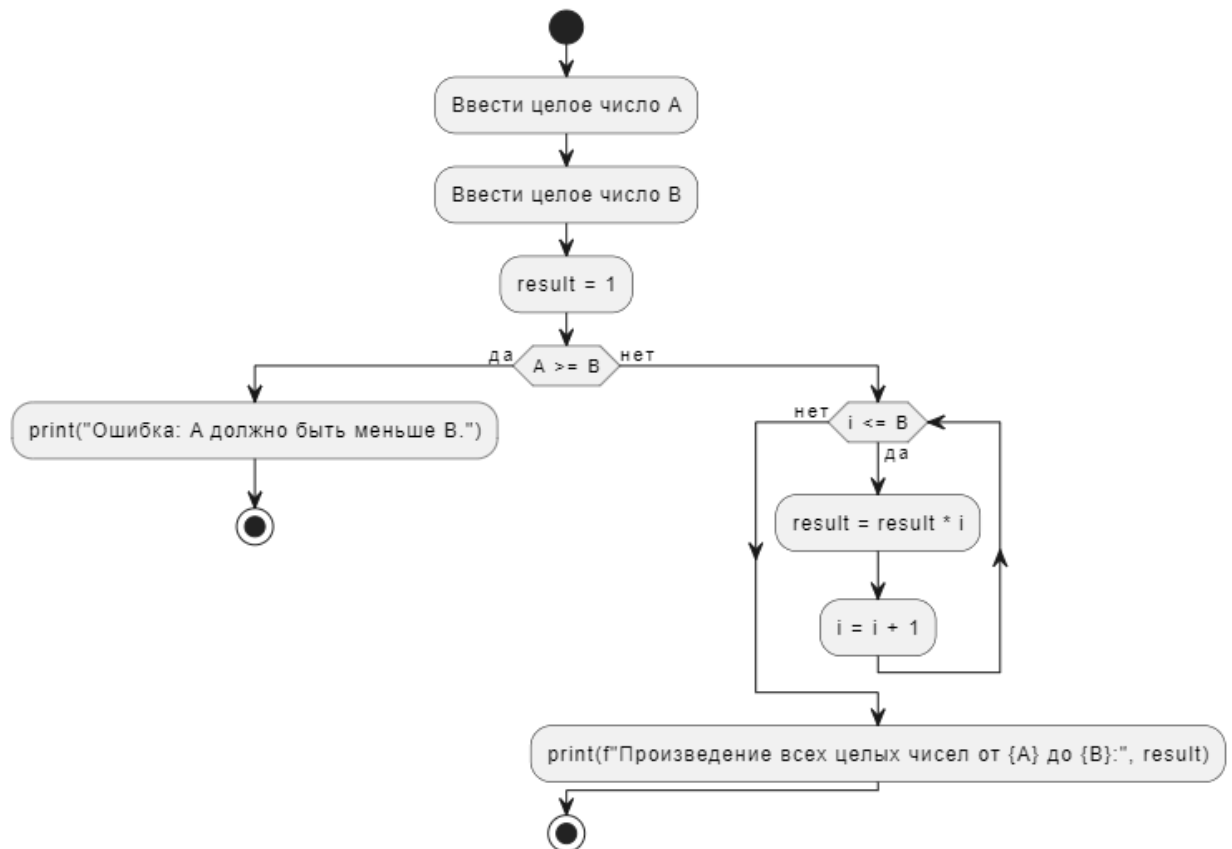 Ввести целое число A
Ввести целое число B
result = 1
да
A >= B
нет
print("Ошибка: A должно быть меньше B.")
нет
i <= B
да
result = result * i
i = i + 1
print(f"Произведение всех целых чисел от {A} до {B}:", result)